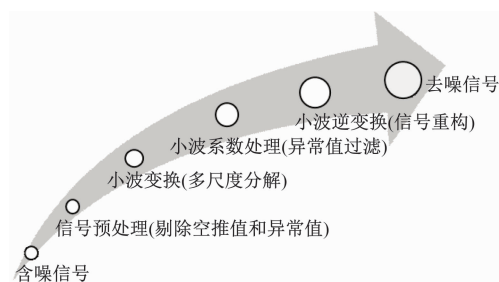 去噪信号
小波逆变换(信号重构)
小波系数处理(异常值过滤)
小波变换(多尺度分解)
信号预处理(剔除空推值和异常值)
含噪信号